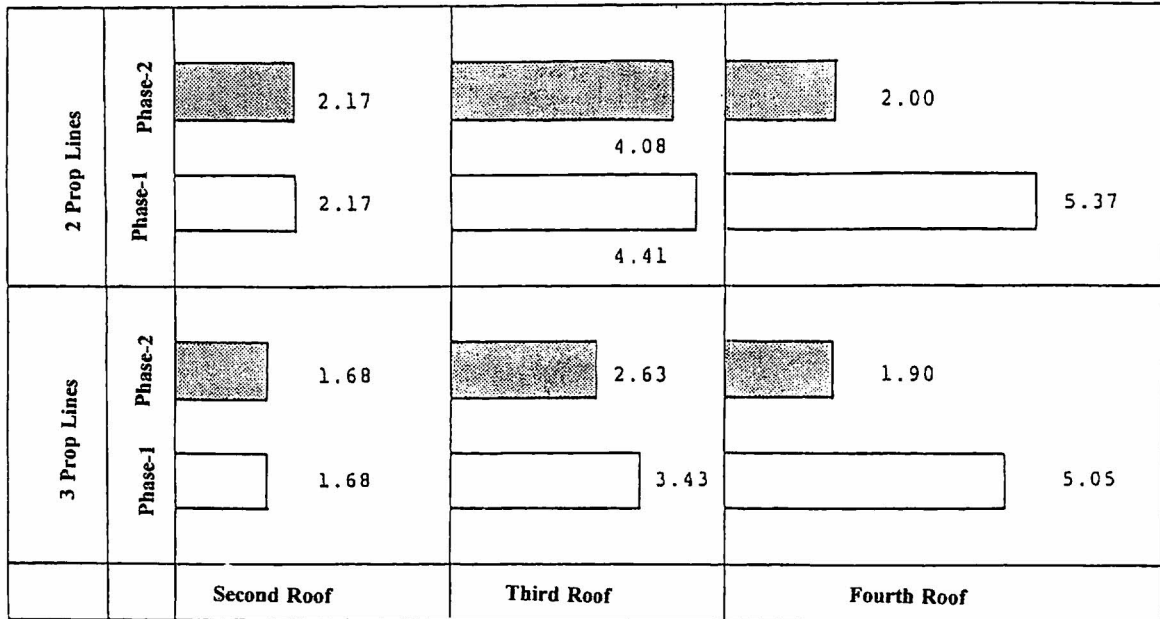 2 Prop Lines
Phase-2
2.17
4.08
2.00
Phase-1
2.17
4.41
5.37
3 Prop Lines
Phase-2
1.68
2.63
1.90
Phase-1
1.68
3.43
5.05
Second Roof
Third Roof
Fourth Roof